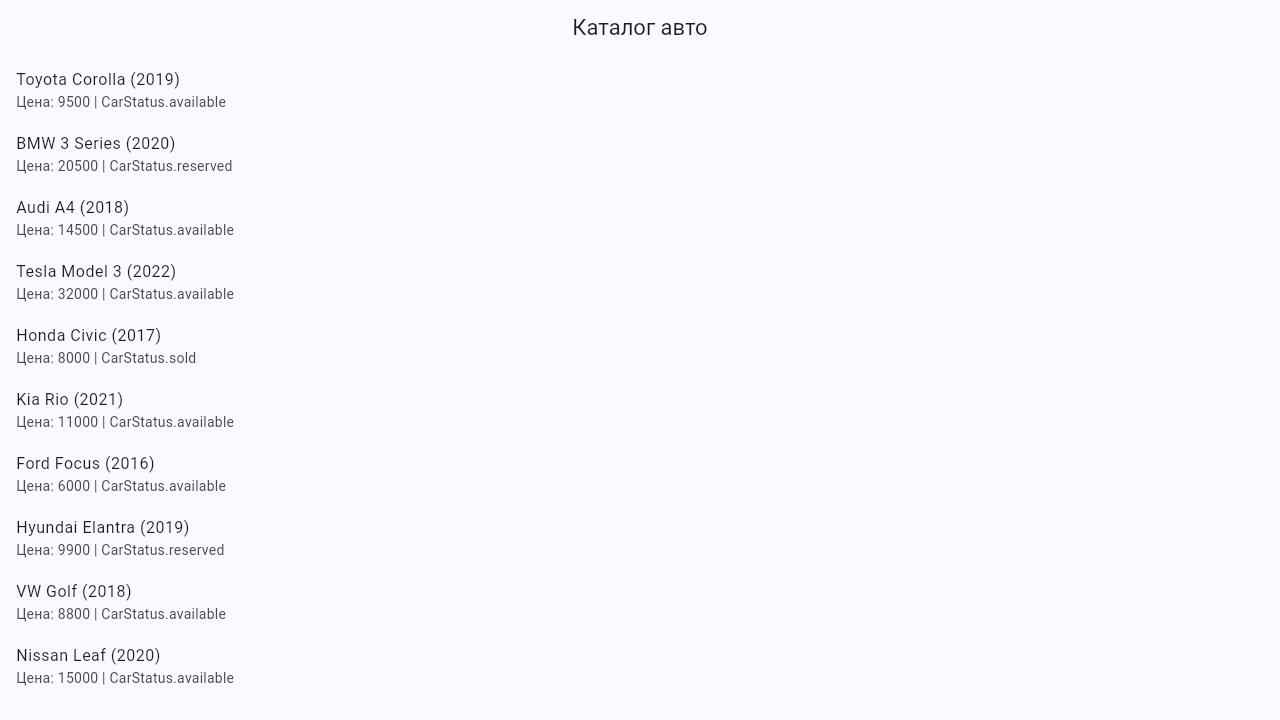 Каталог авто
Toyota Corolla (2019)
Цена: 9500 | CarStatus.available
BMW 3 Series (2020)
Цена: 20500 | CarStatus.reserved
Audi A4 (2018)
Цена: 14500 | CarStatus.available
Tesla Model 3 (2022)
Цена: 32000 | CarStatus.available
Honda Civic (2017)
Цена: 8000 | CarStatus.sold
Kia Rio (2021)
Цена: 11000 | CarStatus.available
Ford Focus (2016)
Цена: 6000 | CarStatus.available
Hyundai Elantra (2019)
Цена: 9900 | CarStatus.reserved
VW Golf (2018)
Цена: 8800 | CarStatus.available
Nissan Leaf (2020)
Цена: 15000 | CarStatus.available